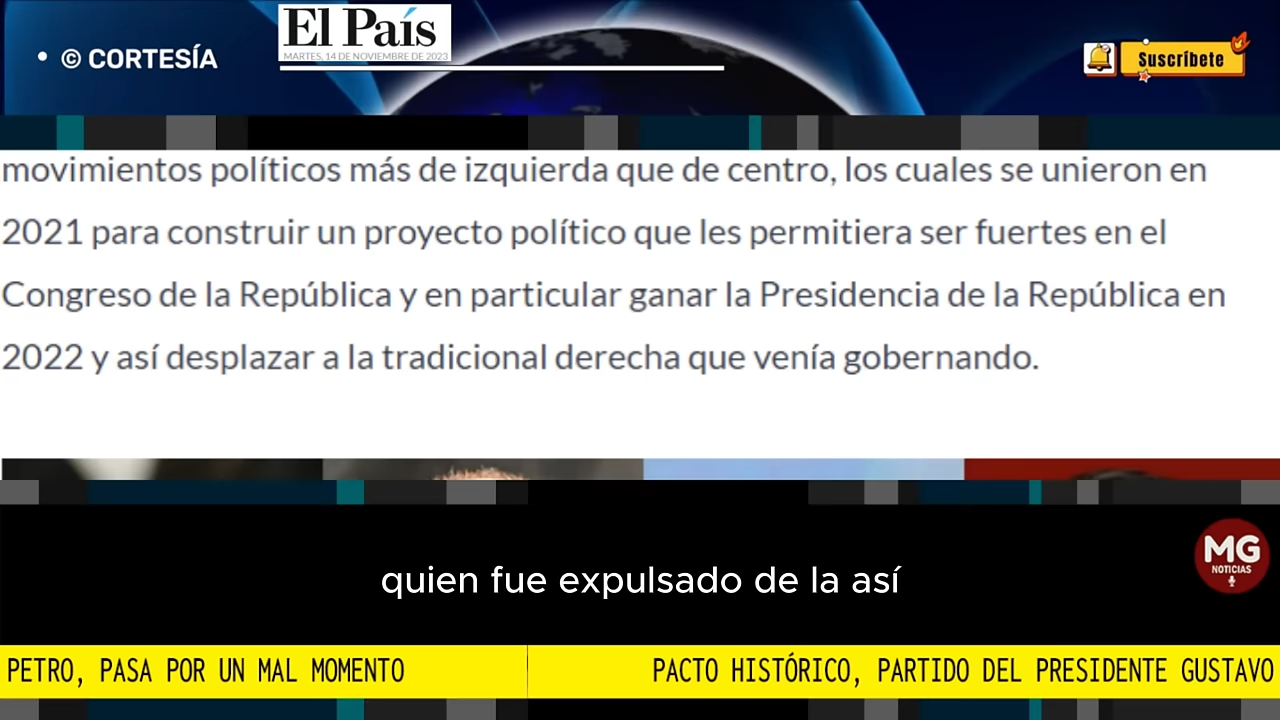 • © CORTESÍA
El País
MARTES, 14 DE NOVIEMBRE DE 2023
Suscríbete
movimientos políticos más de izquierda que de centro, los cuales se unieron en
2021 para construir un proyecto político que les permitiera ser fuertes en el
Congreso de la República y en particular ganar la Presidencia de la República en
2022 y así desplazar a la tradicional derecha que venía gobernando.
MG
NOTICIAS
quien fue expulsado de la así
PETRO, PASA POR UN MAL MOMENTO
PACTO HISTÓRICO, PARTIDO DEL PRESIDENTE GUSTAVO